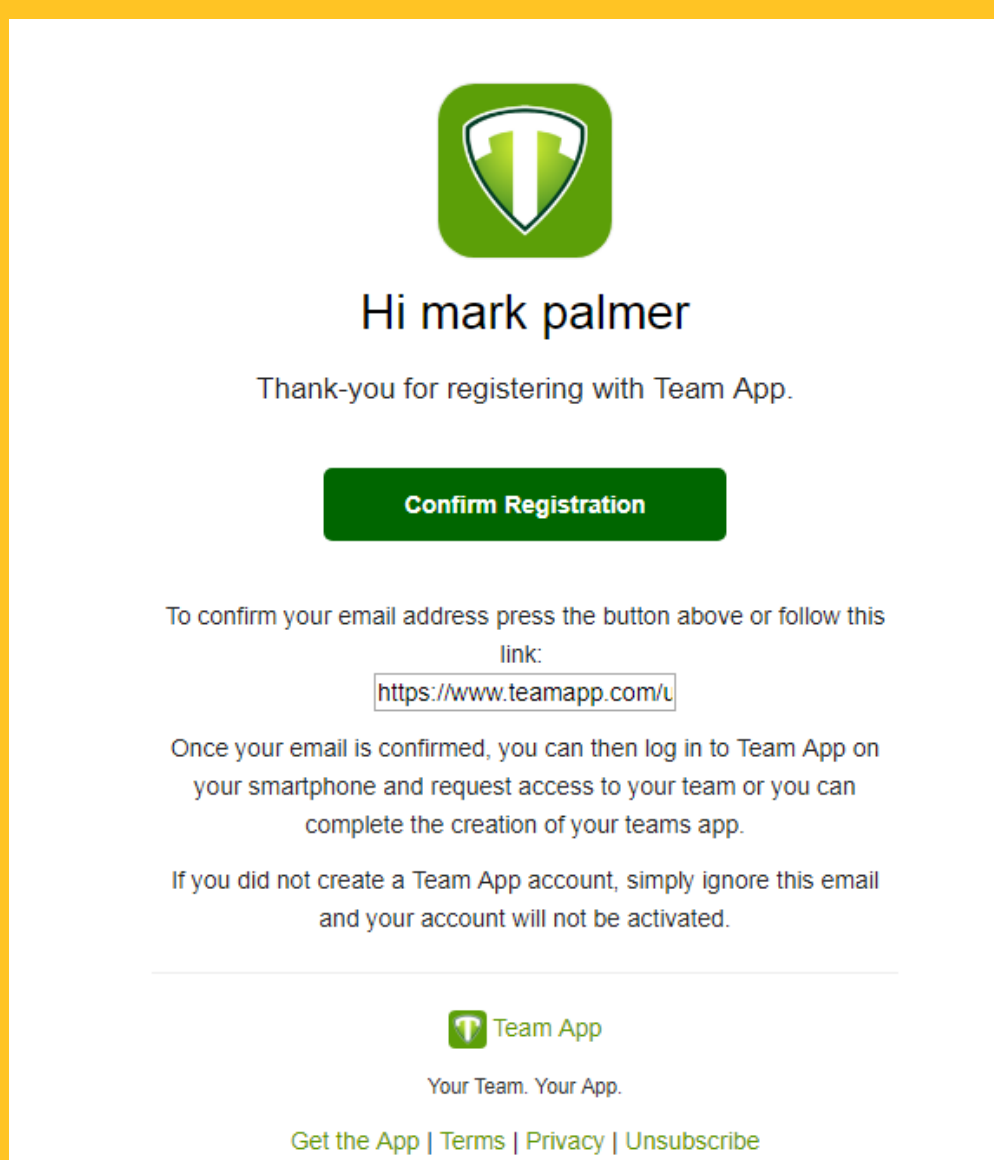 Hi mark palmer
Thank-you for registering with Team App.
Confirm Registration
To confirm your email address press the button above or follow this
link:
https://www.teamapp.com/u
Once your email is confirmed, you can then log in to Team App on
your smartphone and request access to your team or you can
complete the creation of your teams app.
If you did not create a Team App account, simply ignore this email
and your account will not be activated.
Team App
Your Team. Your App.
Get the App | Terms | Privacy | Unsubscribe